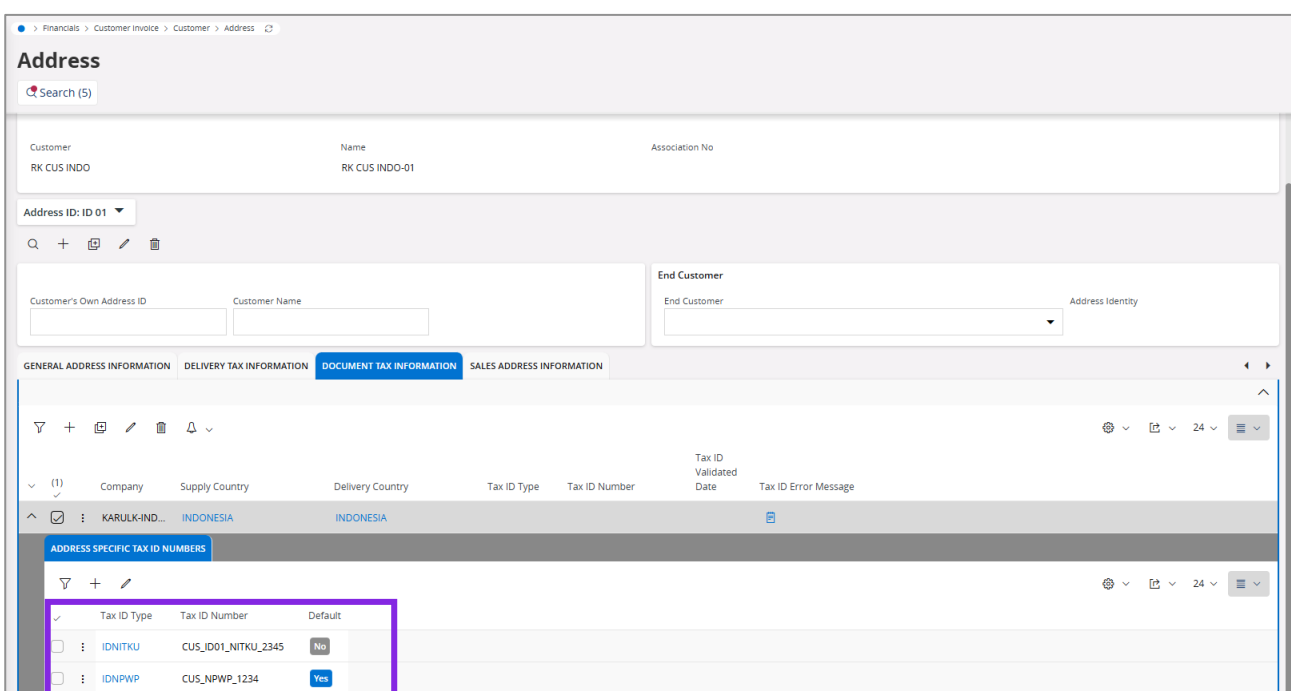 > Financials > Customer Invoice > Customer > Address
Address
Search (5)
Customer Name Association No
RK CUS INDO RK CUS INDO-01
Address ID: ID 01
End Customer
Customer's Own Address ID Customer Name End Customer Address Identity
GENERAL ADDRESS INFORMATION DELIVERY TAX INFORMATION DOCUMENT TAX INFORMATION SALES ADDRESS INFORMATION
24
Tax ID
Validated
(1) Company Supply Country Delivery Country Tax ID Type Tax ID Number Date Tax ID Error Message
KARULK-IND... INDONESIA INDONESIA
ADDRESS SPECIFIC TAX ID NUMBERS
24
Tax ID Type Tax ID Number Default
IDNITKU CUS_ID01_NITKU_2345 No
IDNPWP CUS_NPWP_1234 Yes